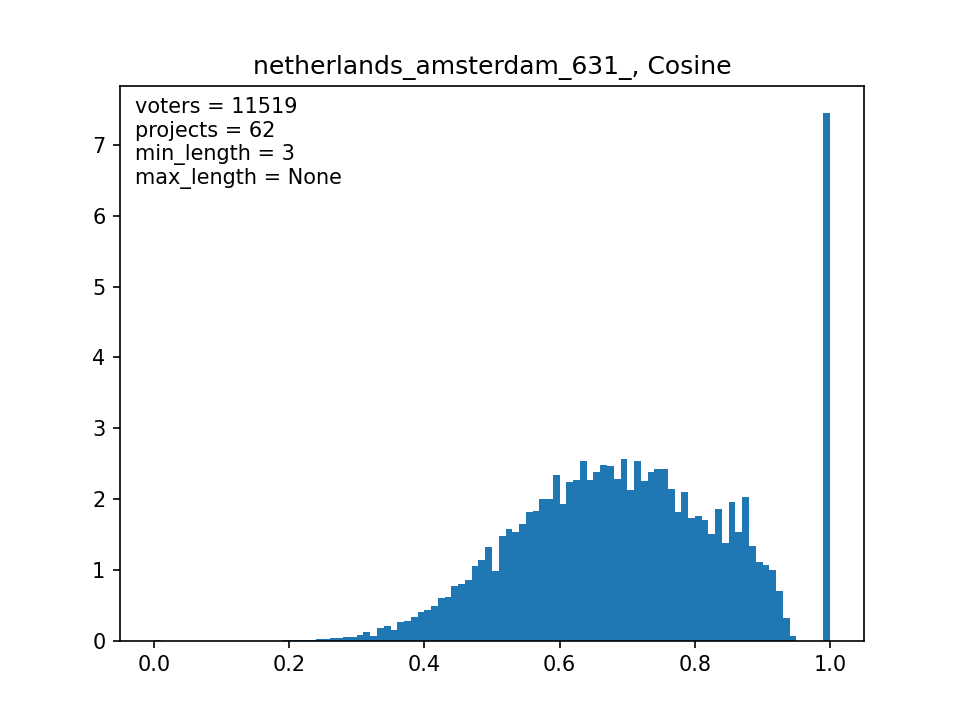 netherlands_amsterdam_631_, Cosine
voters = 11519
projects = 62
min_length = 3
max_length = None
7
6
5
4
3
2
1
0
0.0 0.2 0.4 0.6 0.8 1.0